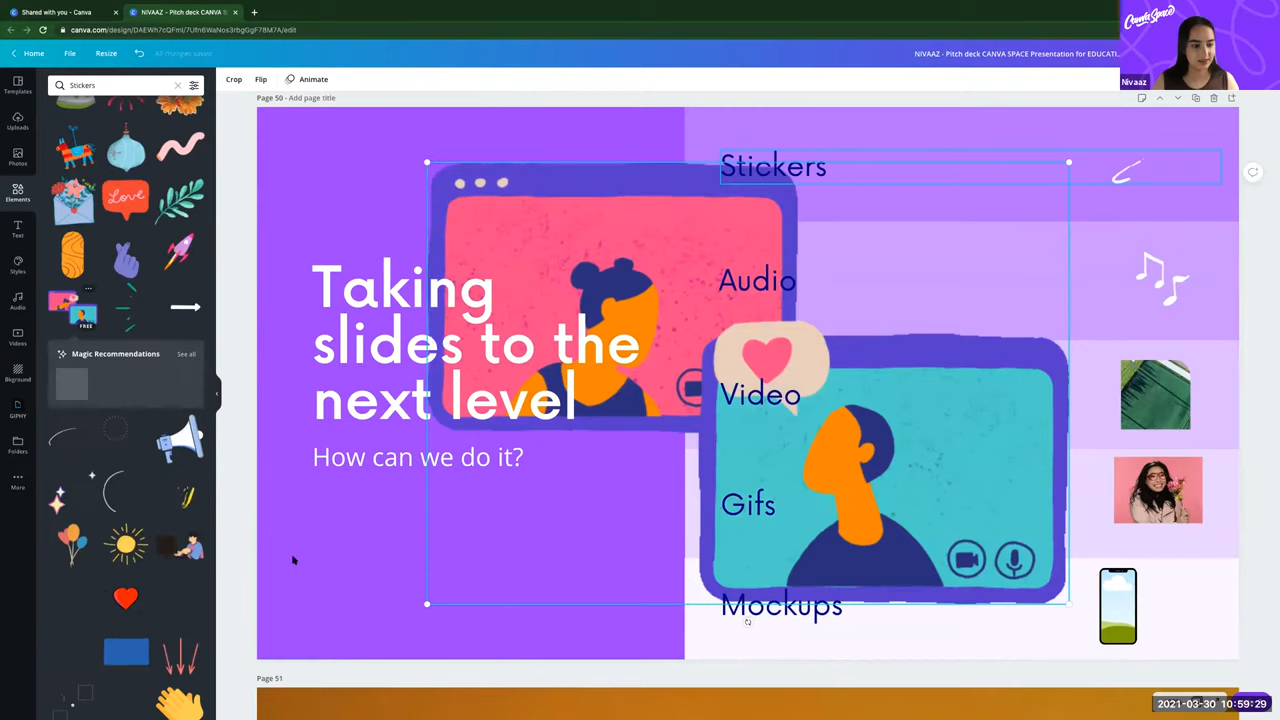 Shared with you - Canva
NIVAAZ - Pitch deck CANVA S
canva.com/design/DAEWh7cQFmI/7Ufn6WaNos3rbgGgF78M7A/edit
Canva Space
Nivaaz
Home
File
Resize
All changes saved
NIVAAZ - Pitch deck CANVA SPACE Presentation for EDUCATI...
Templates
Uploads
Photos
Elements
Text
Styles
Audio
Videos
Bkground
GIPHY
Folders
More
Stickers
Love
FREE
Magic Recommendations
See all
Crop
Flip
Animate
Page 50 - Add page title
Taking
slides to the
next level
How can we do it?
Stickers
Audio
Video
Gifs
Mockups
Page 51
2021-03-30 10:59:29